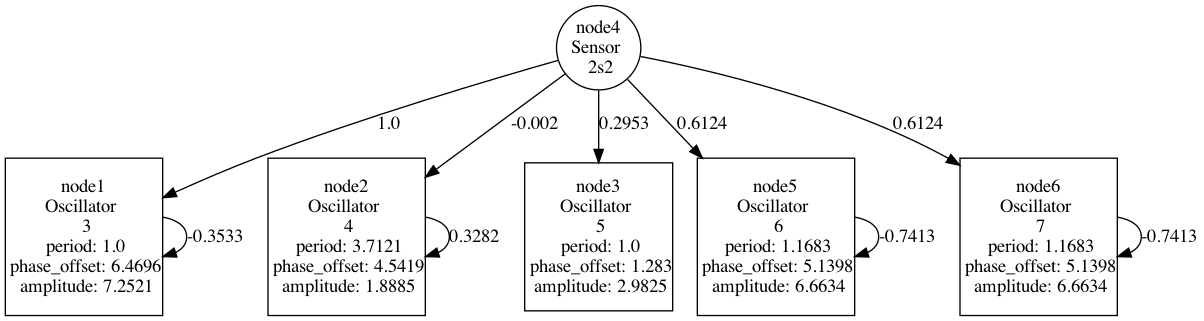 node4
Sensor
2s2
1.0
-0.002
0.2953
0.6124
0.6124
node1
Oscillator
3
period: 1.0
phase_offset: 6.4696
amplitude: 7.2521
-0.3533
node2
Oscillator
4
period: 3.7121
phase_offset: 4.5419
amplitude: 1.8885
0.3282
node3
Oscillator
5
period: 1.0
phase_offset: 1.283
amplitude: 2.9825
node5
Oscillator
6
period: 1.1683
phase_offset: 5.1398
amplitude: 6.6634
-0.7413
node6
Oscillator
7
period: 1.1683
phase_offset: 5.1398
amplitude: 6.6634
-0.7413